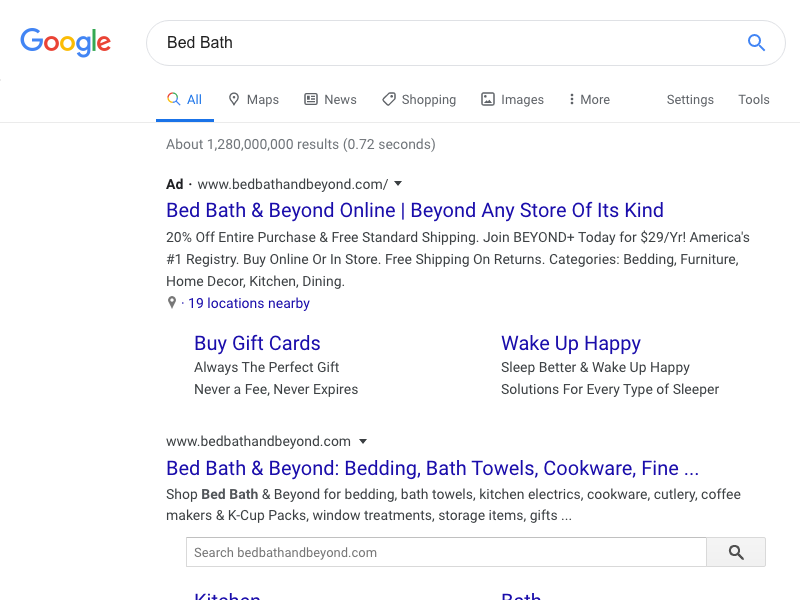 Google
Bed Bath
All Maps News Shopping Images More Settings Tools
About 1,280,000,000 results (0.72 seconds)
Ad · www.bedbathandbeyond.com/
Bed Bath & Beyond Online | Beyond Any Store Of Its Kind
20% Off Entire Purchase & Free Standard Shipping. Join BEYOND+ Today for $29/Yr! America's
#1 Registry. Buy Online Or In Store. Free Shipping On Returns. Categories: Bedding, Furniture,
Home Decor, Kitchen, Dining.
· 19 locations nearby
Buy Gift Cards
Always The Perfect Gift
Never a Fee, Never Expires
Wake Up Happy
Sleep Better & Wake Up Happy
Solutions For Every Type of Sleeper
www.bedbathandbeyond.com
Bed Bath & Beyond: Bedding, Bath Towels, Cookware, Fine ...
Shop Bed Bath & Beyond for bedding, bath towels, kitchen electrics, cookware, cutlery, coffee
makers & K-Cup Packs, window treatments, storage items, gifts ...
Search bedbathandbeyond.com
Kitchen Bath